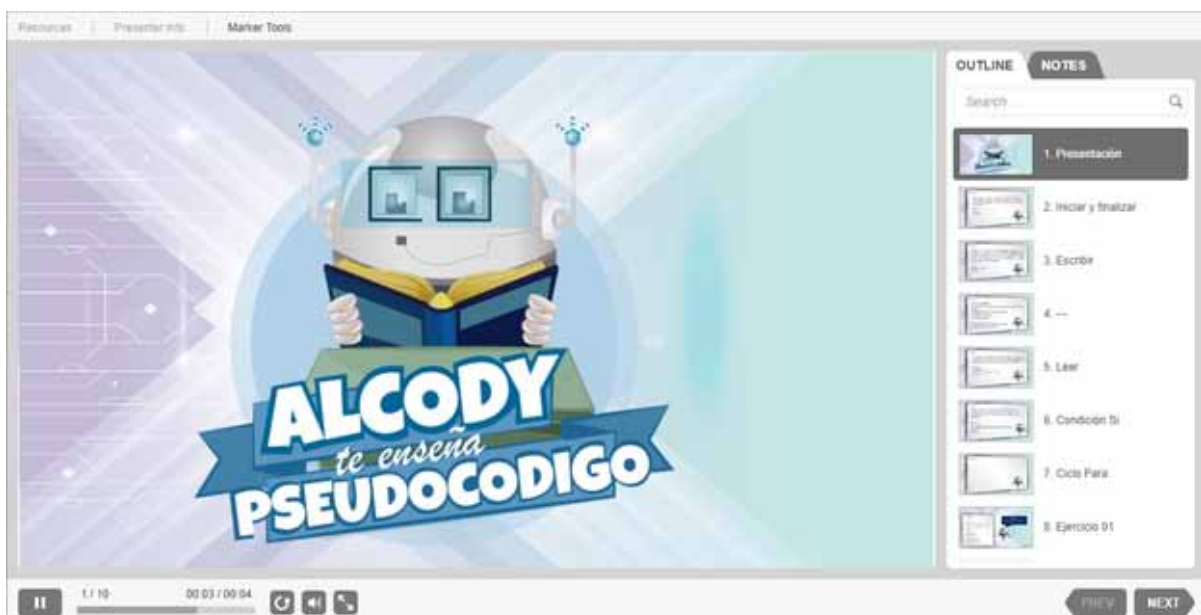 Resources
Presenter Info
Marker Tools
ALCODY
te enseña
PSEUDOCODIGO
OUTLINE
NOTES
Search
1. Presentación
2. Iniciar y finalizar
3. Escribir
4. ---
5. Leer
6. Condición Si
7. Ciclo Para
8. Ejercicio 01
1 / 10
00:03 / 00:04
PREV
NEXT